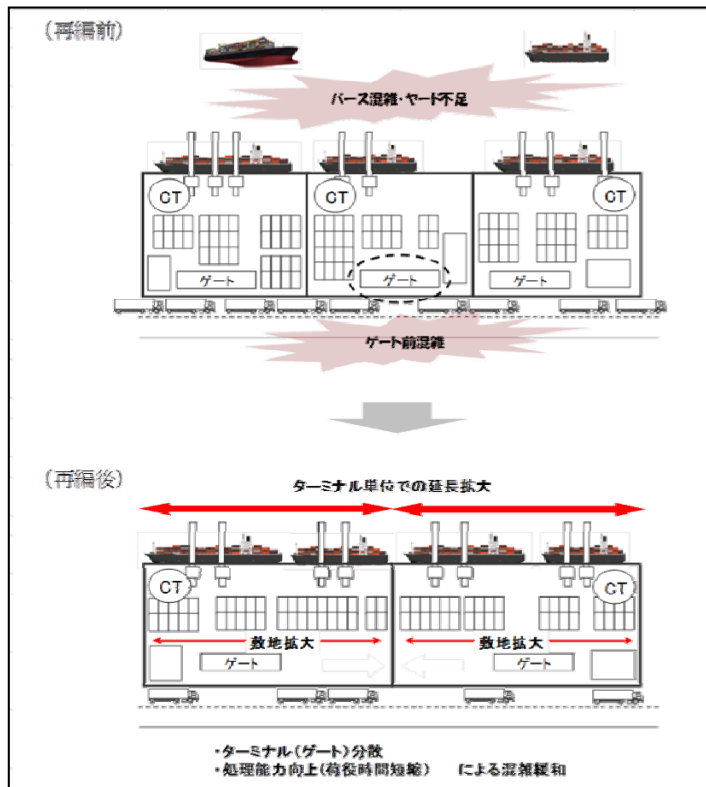 （再編前）
バース混雑・ヤード不足
CT
CT
CT
ゲート
ゲート
ゲート
ゲート前混雑
（再編後）
ターミナル単位での延長拡大
CT
CT
敷地拡大
敷地拡大
ゲート
ゲート
・ターミナル（ゲート）分散
・処理能力向上（荷役時間短縮）　による混雑緩和